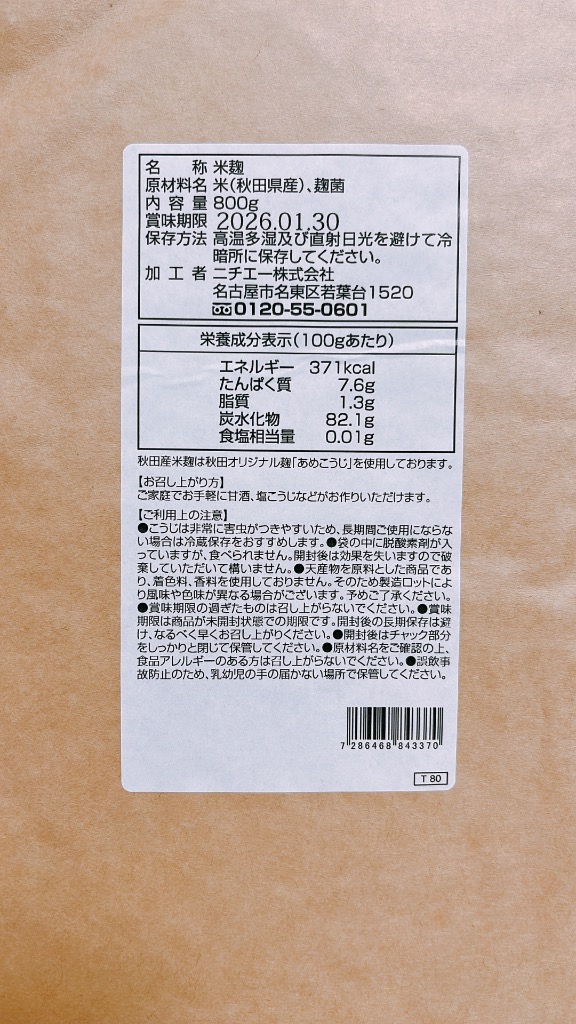 名称 米麹
原材料名 米(秋田県産)、麹菌
内容量 800g
賞味期限 2026.01.30
保存方法 高温多湿及び直射日光を避けて冷
暗所に保存してください。
加工者 ニチエー株式会社
名古屋市名東区若葉台1520
0120-55-0601
栄養成分表示(100gあたり)
エネルギー 371kcal
たんぱく質 7.6g
脂質 1.3g
炭水化物 82.1g
食塩相当量 0.01g
秋田産米麹は秋田オリジナル麹「あめこうじ」を使用しております。
【お召し上がり方】
ご家庭でお手軽に甘酒、塩こうじなどがお作りいただけます。
【ご利用上の注意】
●こうじは非常に害虫がつきやすいため、長期間ご使用にならな
い場合は冷蔵保存をおすすめします。●袋の中に脱酸素剤が入
っていますが、食べられません。開封後は効果を失いますので破
棄していただいて構いません。●天産物を原料とした商品であ
り、着色料、香料を使用しておりません。そのため製造ロットによ
り風味や色味が異なる場合がございます。予めご了承ください。
●賞味期限の過ぎたものは召し上がらないでください。●賞味
期限は商品が未開封状態での期限です。開封後の長期保存は避
け、なるべく早くお召し上がりください。●開封後はチャック部分
をしっかりと閉じて保管してください。●原材料名をご確認の上、
食品アレルギーのある方は召し上がらないでください。●誤飲事
故防止のため、乳幼児の手の届かない場所で保管してください。
7 286468 843370
T 80